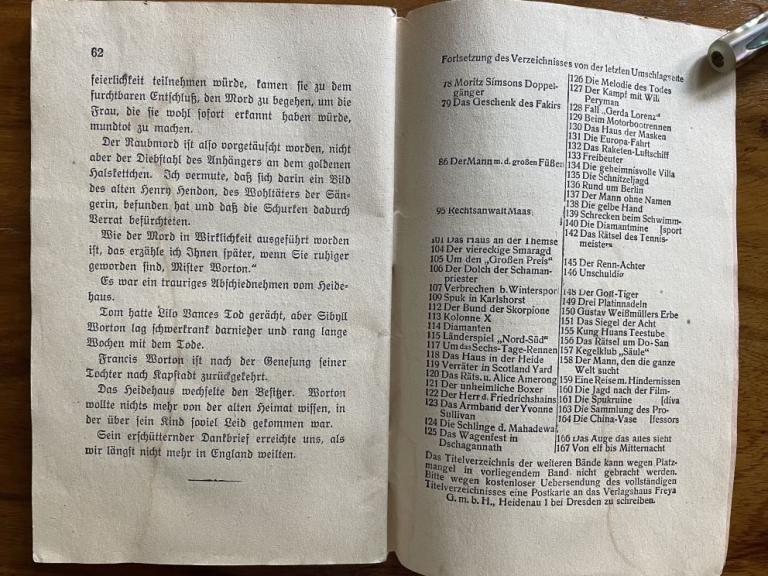 62
feierlichkeit teilnehmen würde, kamen sie zu dem
furchtbaren Entschluß, den Mord zu begehen, um die
Frau, die sie wohl sofort erkannt haben würde,
mundtot zu machen.
Der Raubmord ist also vorgetäuscht worden, nicht
aber der Diebstahl des Anhängers an dem goldenen
Halskettchen. Ich vermute, daß sich darin ein Bild
des alten Henry Hendon, des Wohltäters der Sän-
gerin, befunden hat und daß die Schurken dadurch
Verrat befürchteten.
Wie der Mord in Wirklichkeit ausgeführt worden
ist, das erzähle ich Ihnen später, wenn Sie ruhiger
geworden sind, Mister Worton.“
Es war ein trauriges Abschiednehmen vom Heide-
haus.
Tom hatte Lilo Vances Tod gerächt, aber Sibyll
Worton lag schwerkrank darnieder und rang lange
Wochen mit dem Tode.
Francis Worton ist nach der Genesung seiner
Tochter nach Kapstadt zurückgekehrt.
Das Heidehaus wechselte den Besitzer. Worton
wollte nichts mehr von der alten Heimat wissen, in
der über sein Kind soviel Leid gekommen war.
Sein erschütternder Dankbrief erreichte uns, als
wir längst nicht mehr in England weilten.
Fortsetzung des Verzeichnisses von der letzten Umschlagseite
78 Moritz Simsons Doppel-
gänger
79 Das Geschenk des Fakirs
86 Der Mann m. d. großen Füßen
95 Rechtsanwalt Maas
101 Das Haus an der Themse
104 Der viereckige Smaragd
105 Um den „Großen Preis“
106 Der Dolch der Schaman-
priester
107 Verbrechen b. Winterspor
109 Spuk in Karlshorst
112 Der Bund der Skorpione
113 Kolonne X
114 Diamanten
115 Länderspiel „Nord-Süd“
117 Um das Sechs-Tage-Rennen
118 Das Haus in der Heide
119 Verräter in Scotland Yard
120 Das Räts. u. Alice Amerong
121 Der unheimliche Boxer
122 Der Herr d. Friedrichshains
123 Das Armband der Yvonne
Sullivan
124 Die Schlinge d. Mahadewa
125 Das Wagenfest in
Dschagannath
126 Die Melodie des Todes
127 Der Kampf mit Wili
Peryman
128 Fall „Gerda Lorenz“
129 Beim Motorbootrennen
130 Das Haus der Masken
131 Die Europa-Fahrt
132 Das Raketen-Luftschiff
133 Freibeuter
134 Die geheimnisvolle Villa
135 Die Schnitzeljagd
136 Rund um Berlin
137 Der Mann ohne Namen
138 Die gelbe Hand
139 Schrecken beim Schwimm-
140 Die Diamantmine [sport
142 Das Rätsel des Tennis-
meisters
145 Der Renn-Achter
146 Unschuldig
148 Der Gott-Tiger
149 Drei Platinnadeln
150 Gustav Weißmüllers Erbe
151 Das Siegel der Acht
155 Kung Huans Teestube
156 Das Rätsel um Do-San
157 Kegelklub „Säule“
158 Der Mann, den die ganze
Welt sucht
159 Eine Reise m. Hindernissen
160 Die Jagd nach der Film-
161 Die Spukruine [diva
163 Die Sammlung des Pro-
164 Die China-Vase [fessors
166 Das Auge das alles sieht
167 Von elf bis Mitternacht
Das Titelverzeichnis der weiteren Bände kann wegen Platz-
mangel in vorliegendem Band nicht gebracht werden.
Bitte wegen kostenloser Uebersendung des vollständigen
Titelverzeichnisses eine Postkarte an das Verlagshaus Freya
G. m. b. H., Heidenau I bei Dresden zu schreiben.